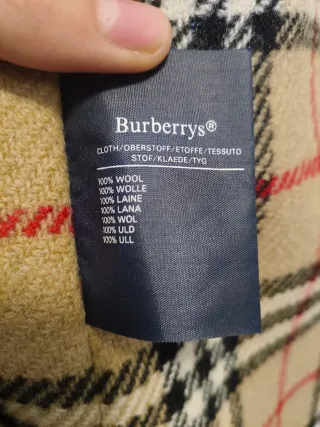 Burberrys®
CLOTH/OBERSTOFF/ETOFFE/TESSUTO
STOF/KLAEDE/TYG
100% WOOL
100% WOLLE
100% LAINE
100% LANA
100% WOL
100% ULD
100% ULL